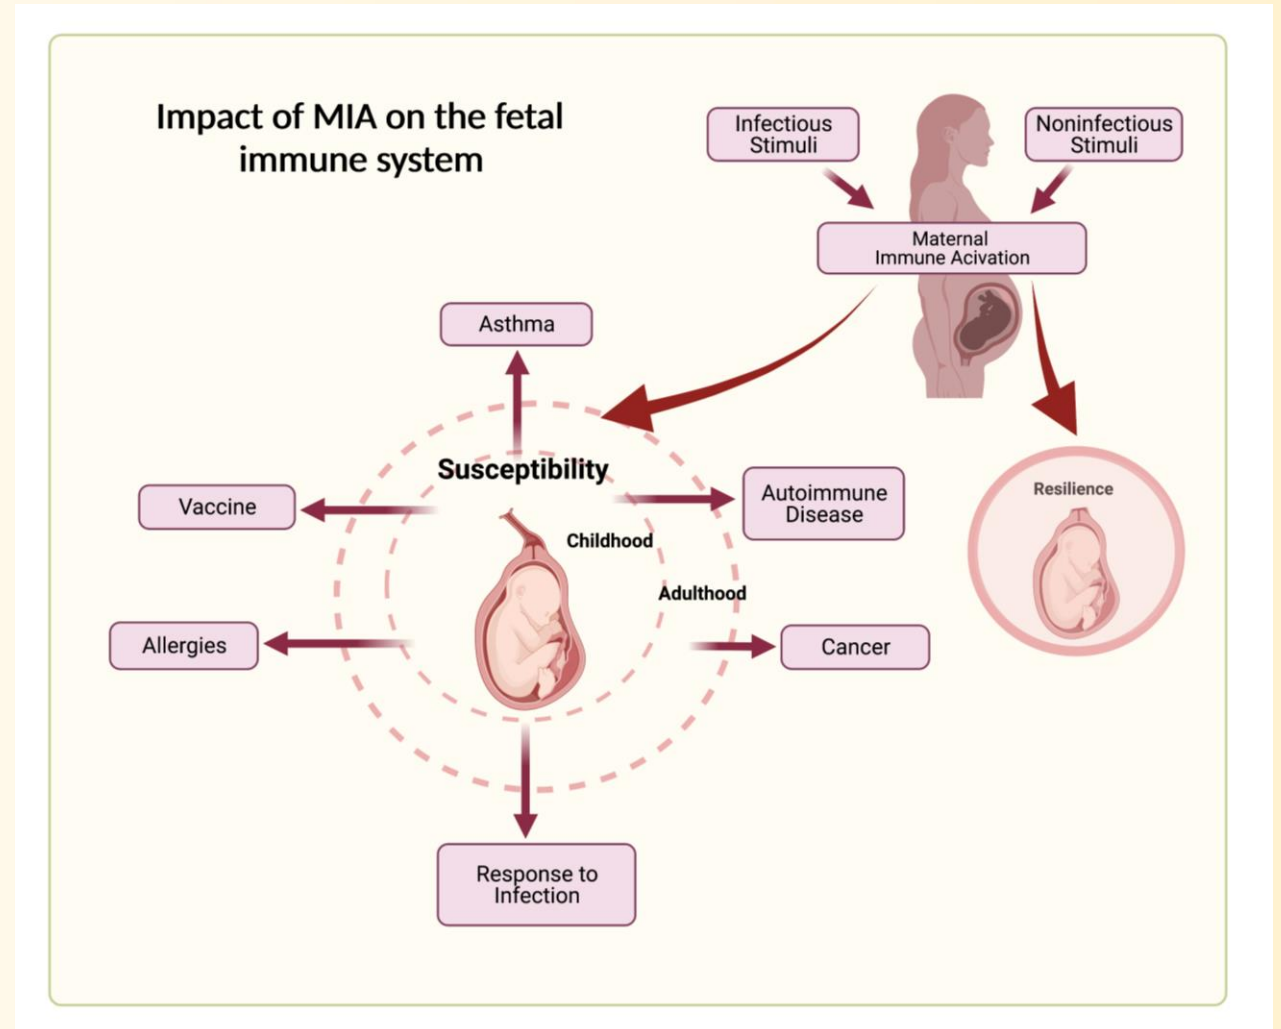 Impact of MIA on the fetal
immune system
Infectious
Stimuli
Noninfectious
Stimuli
Maternal
Immune Acivation
Asthma
Susceptibility
Vaccine
Autoimmune
Disease
Resilience
Childhood
Adulthood
Allergies
Cancer
Response to
Infection